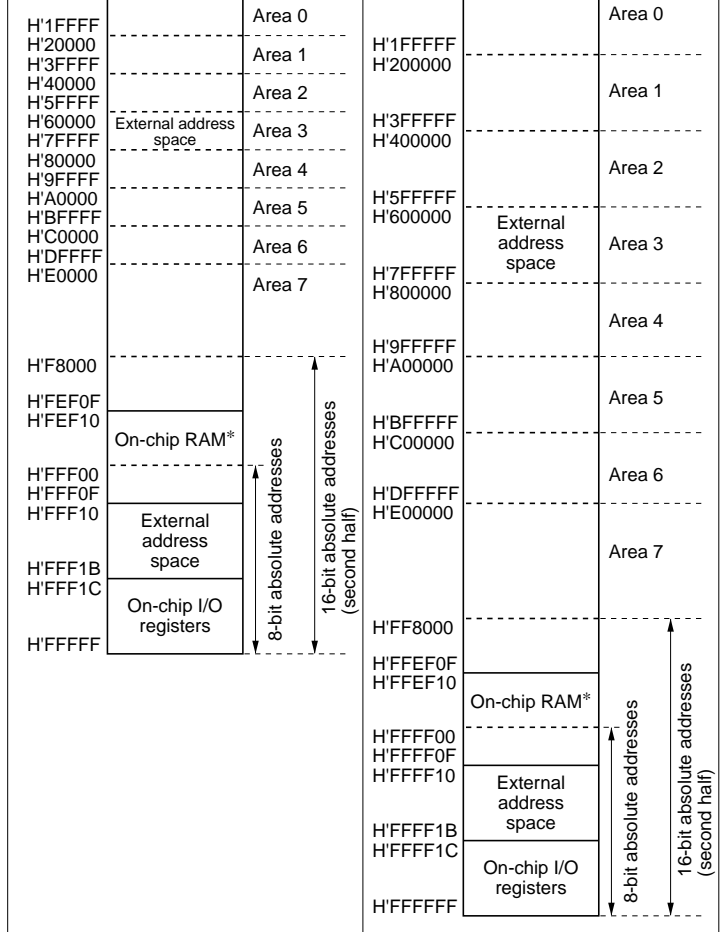 Area 0
H'1FFFF
H'20000
Area 1
H'3FFFF
H'40000
Area 2
H'5FFFF
H'60000
External address
space
Area 3
H'7FFFF
H'80000
Area 4
H'9FFFF
H'A0000
Area 5
H'BFFFF
H'C0000
Area 6
H'DFFFF
H'E0000
Area 7
H'F8000
H'FEF0F
H'FEF10
On-chip RAM*
H'FFF00
H'FFF0F
H'FFF10
External
address
space
H'FFF1B
H'FFF1C
On-chip I/O
registers
H'FFFFF
8-bit absolute addresses
16-bit absolute addresses
(second half)
Area 0
H'1FFFFF
H'200000
Area 1
H'3FFFFF
H'400000
Area 2
H'5FFFFF
H'600000
External
address
space
Area 3
H'7FFFFF
H'800000
Area 4
H'9FFFFF
H'A00000
Area 5
H'BFFFFF
H'C00000
Area 6
H'DFFFFF
H'E00000
Area 7
H'FF8000
H'FFEF0F
H'FFEF10
On-chip RAM*
H'FFFF00
H'FFFF0F
H'FFFF10
External
address
space
H'FFFF1B
H'FFFF1C
On-chip I/O
registers
H'FFFFFF
8-bit absolute addresses
16-bit absolute addresses
(second half)